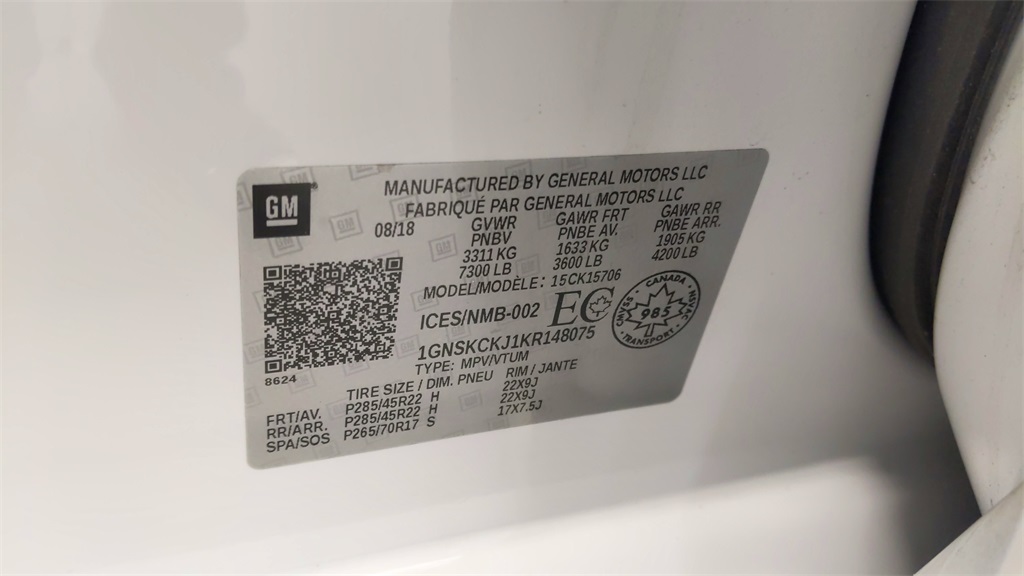 GM
MANUFACTURED BY GENERAL MOTORS LLC
FABRIQUÉ PAR GENERAL MOTORS LLC
08/18 GVWR GAWR FRT GAWR RR
PNBV PNBE AV. PNBE ARR.
3311 KG 1633 KG 1905 KG
7300 LB 3600 LB 4200 LB
MODEL/MODÈLE: 15CK15706
ICES/NMB-002 EC
CANADA
UNVSS • NSVAC
985
TRANSPORT
1GNSKCKJ1KR148075
TYPE: MPV/VTUM
8624
TIRE SIZE / DIM. PNEU RIM / JANTE
FRT/AV. P285/45R22 H 22X9J
RR/ARR. P285/45R22 H 22X9J
SPA/SOS P265/70R17 S 17X7.5J